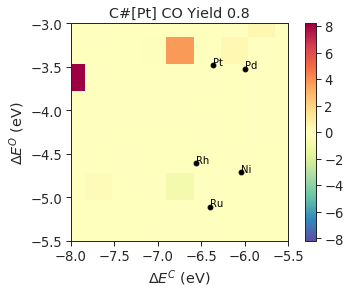 C#[Pt] CO Yield 0.8
−3.0
−3.5
−4.0
−4.5
−5.0
−5.5
ΔE^O (eV)
Pt
Pd
Rh
Ni
Ru
−8.0 −7.5 −7.0 −6.5 −6.0 −5.5
ΔE^C (eV)
8
6
4
2
0
−2
−4
−6
−8